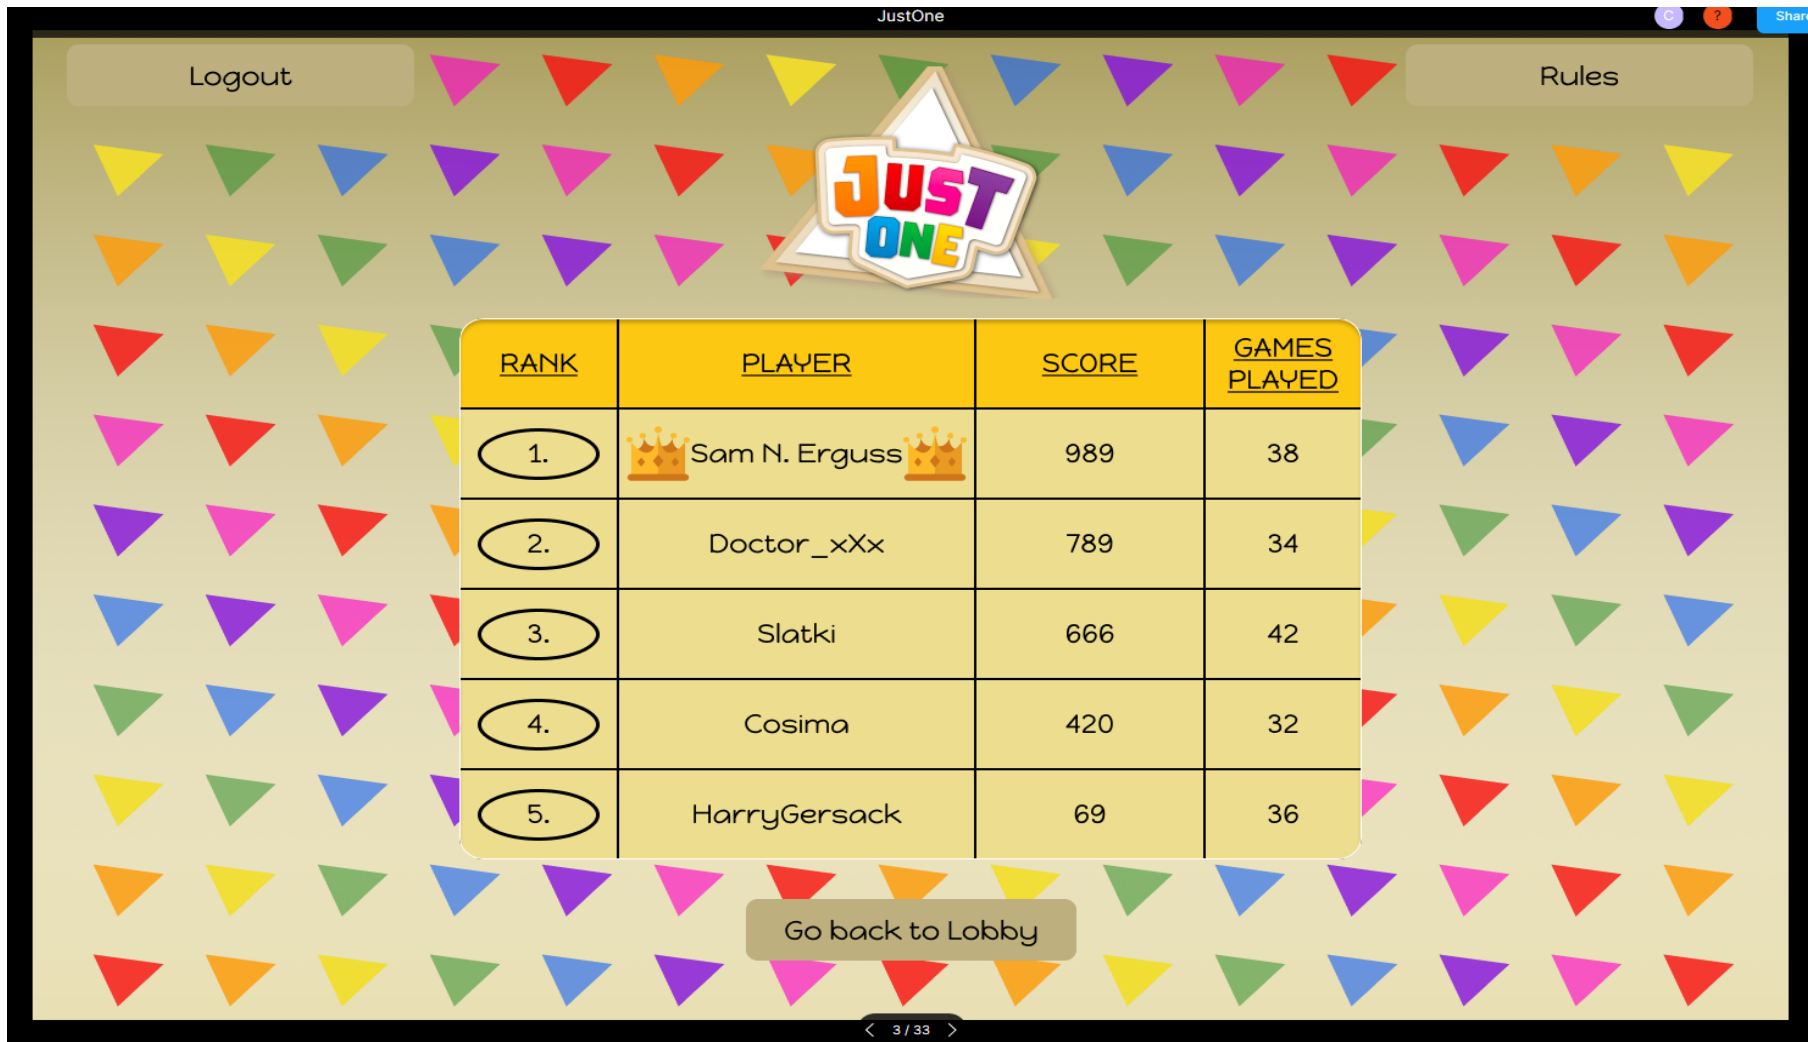 JustOne
C
?
Share
Logout
Rules
JUST
ONE
RANK PLAYER SCORE GAMES PLAYED
1. Sam N. Erguss 989 38
2. Doctor_xXx 789 34
3. Slatki 666 42
4. Cosima 420 32
5. HarryGersack 69 36
Go back to Lobby
3 / 33